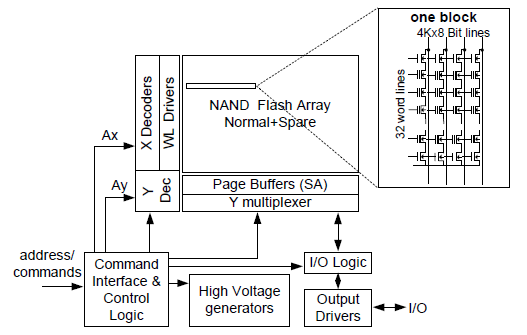 one block
4Kx8 Bit lines
32 word lines
X Decoders
WL Drivers
NAND Flash Array
Normal+Spare
Ax
Ay
Y
Dec
Page Buffers (SA)
Y multiplexer
address/
commands
Command
Interface &
Control
Logic
High Voltage
generators
I/O Logic
Output
Drivers
I/O